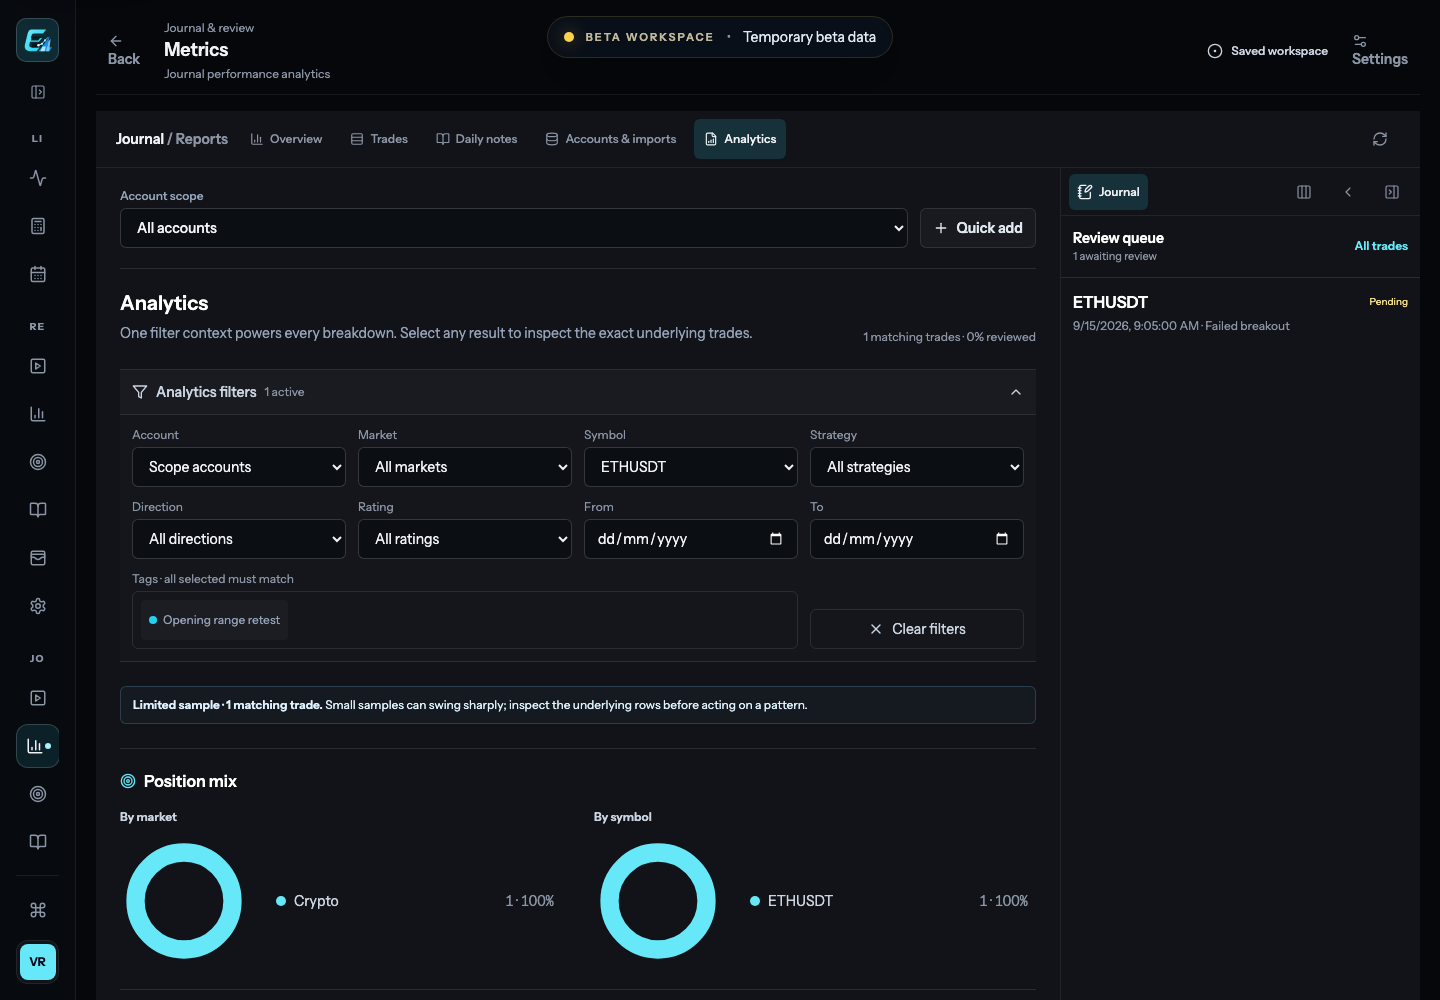 LI
RE
JO
VR
Back
Journal & review
Metrics
Journal performance analytics
BETA WORKSPACE · Temporary beta data
Saved workspace
Settings
Journal / Reports
Overview
Trades
Daily notes
Accounts & imports
Analytics
Account scope
All accounts
Quick add
Analytics
One filter context powers every breakdown. Select any result to inspect the exact underlying trades.
1 matching trades · 0% reviewed
Analytics filters 1 active
Account
Market
Symbol
Strategy
Scope accounts
All markets
ETHUSDT
All strategies
Direction
Rating
From
To
All directions
All ratings
dd/mm/yyyy
dd/mm/yyyy
Tags · all selected must match
Opening range retest
Clear filters
Limited sample · 1 matching trade. Small samples can swing sharply; inspect the underlying rows before acting on a pattern.
Position mix
By market
Crypto 1 · 100%
By symbol
ETHUSDT 1 · 100%
Journal
Review queue
1 awaiting review
All trades
ETHUSDT
Pending
9/15/2026, 9:05:00 AM · Failed breakout